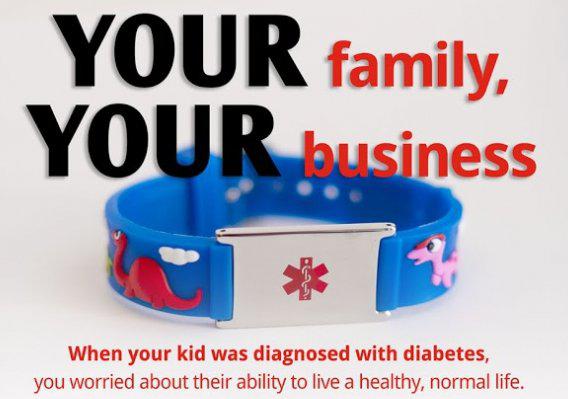 YOUR family,
YOUR business
When your kid was diagnosed with diabetes,
you worried about their ability to live a healthy, normal life.